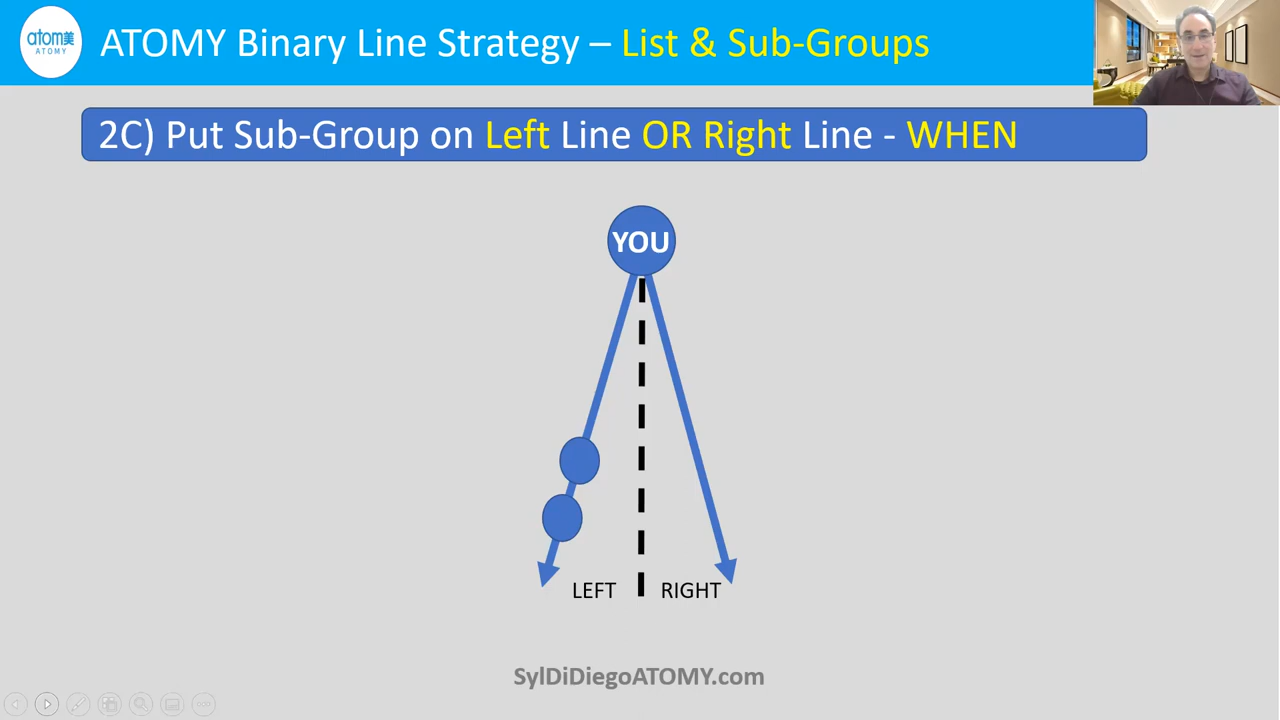 atom美
ATOMY
ATOMY Binary Line Strategy – List & Sub-Groups
2C) Put Sub-Group on Left Line OR Right Line - WHEN
YOU
LEFT
RIGHT
SylDiDiegoATOMY.com